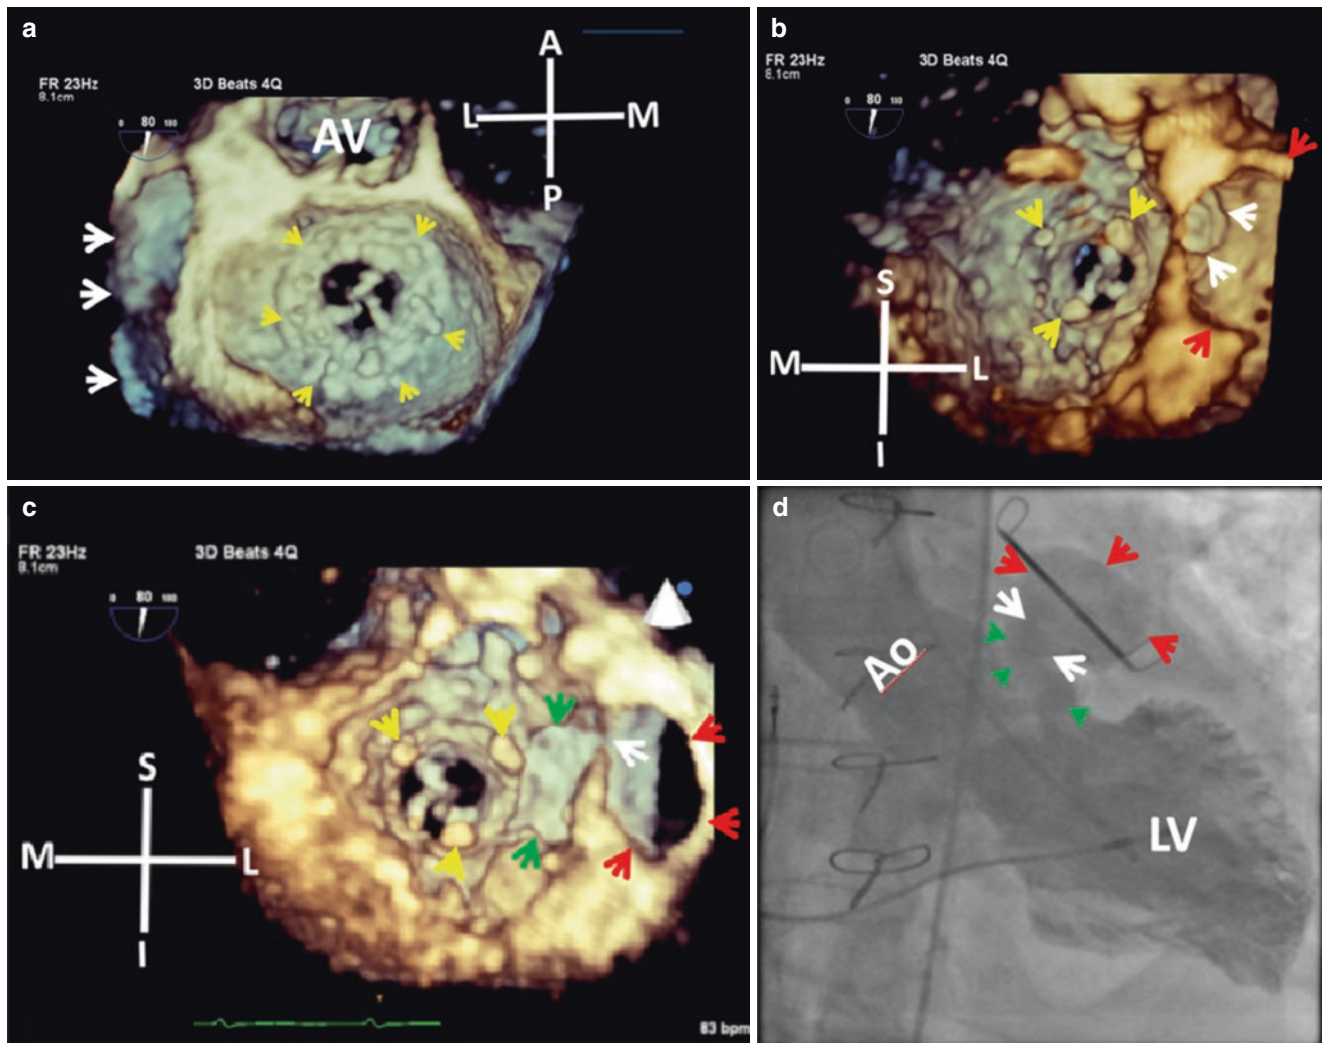 a
A
FR 23Hz
8.1cm
3D Beats 4Q
0 80 180
AV
L M
P
b
FR 23Hz
8.1cm
3D Beats 4Q
0 80 180
S
M L
I
c
FR 23Hz
8.1cm
3D Beats 4Q
0 80 180
S
M L
I
83 bpm
d
Ao
LV